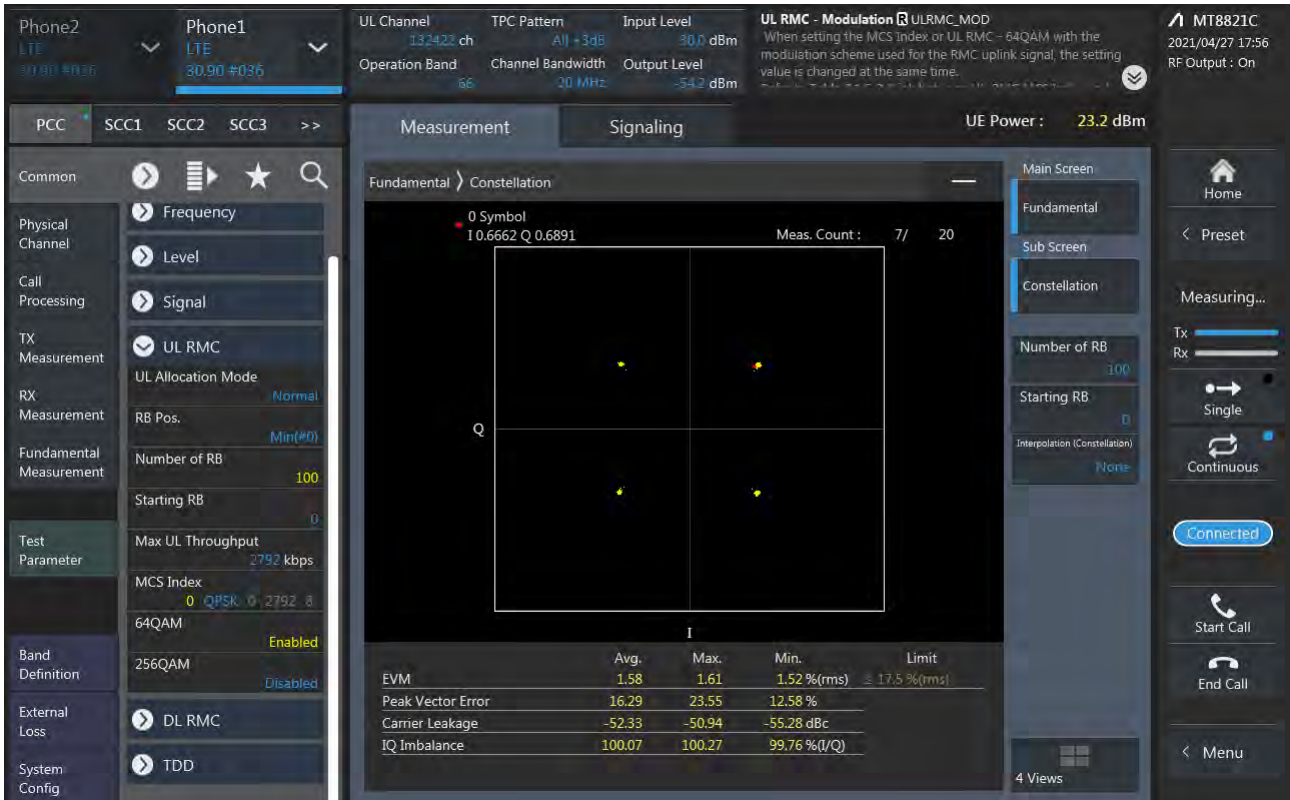 Phone2
LTE
30.90 #036
Phone1
LTE
30.90 #036
UL Channel
132422 ch
Operation Band
66
TPC Pattern
All +3dB
Channel Bandwidth
20 MHz
Input Level
30.0 dBm
Output Level
-54.2 dBm
UL RMC - Modulation R ULRMC_MOD
When setting the MCS Index or UL RMC - 64QAM with the
modulation scheme used for the RMC uplink signal, the setting
value is changed at the same time.
MT8821C
2021/04/27 17:56
RF Output : On
PCC SCC1 SCC2 SCC3 >>
Measurement
Signaling
UE Power : 23.2 dBm
Common
Physical
Channel
Call
Processing
TX
Measurement
RX
Measurement
Fundamental
Measurement
Test
Parameter
Band
Definition
External
Loss
System
Config
Frequency
Level
Signal
UL RMC
UL Allocation Mode
Normal
RB Pos.
Min(#0)
Number of RB
100
Starting RB
0
Max UL Throughput
2792 kbps
MCS Index
0 QPSK 0 2792 8
64QAM
Enabled
256QAM
Disabled
DL RMC
TDD
Fundamental 〉 Constellation
0 Symbol
I 0.6662 Q 0.6891
Meas. Count : 7/ 20
Q
I
Avg. Max. Min. Limit
EVM 1.58 1.61 1.52 %(rms) ≤ 17.5 %(rms)
Peak Vector Error 16.29 23.55 12.58 %
Carrier Leakage -52.33 -50.94 -55.28 dBc
IQ Imbalance 100.07 100.27 99.76 %(I/Q)
Main Screen
Fundamental
Sub Screen
Constellation
Number of RB
100
Starting RB
0
Interpolation (Constellation)
None
4 Views
Home
< Preset
Measuring...
Tx
Rx
Single
Continuous
Connected
Start Call
End Call
< Menu